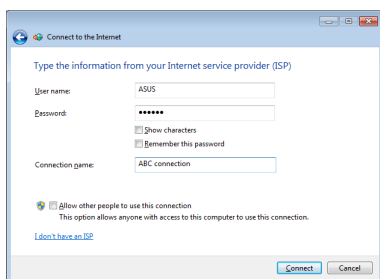 Connect to the Internet
Type the information from your Internet service provider (ISP)
User name: ASUS
Password: ••••••
Show characters
Remember this password
Connection name: ABC connection
Allow other people to use this connection
This option allows anyone with access to this computer to use this connection.
I don't have an ISP
Connect Cancel